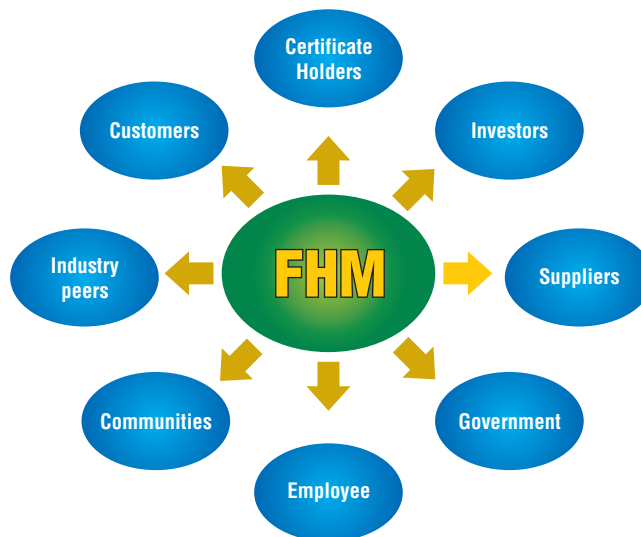 Certificate
Holders
Customers
Investors
Industry
peers
FHM
Suppliers
Communities
Government
Employee